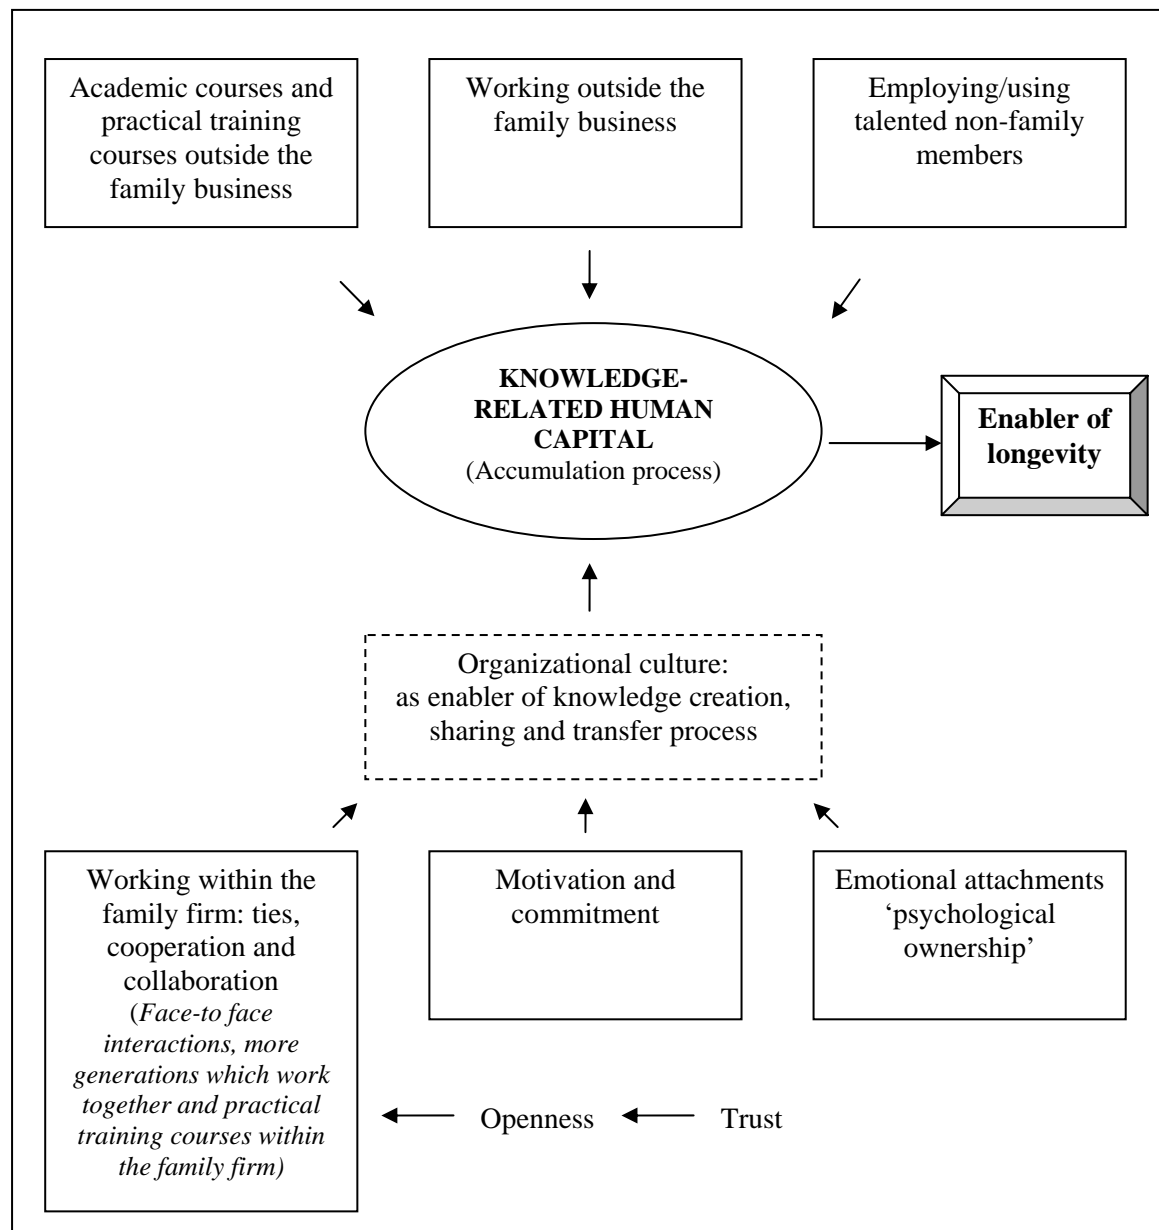 Academic courses and
practical training
courses outside the
family business
Working outside the
family business
Employing/using
talented non-family
members
KNOWLEDGE-
RELATED HUMAN
CAPITAL
(Accumulation process)
Enabler of
longevity
Organizational culture:
as enabler of knowledge creation,
sharing and transfer process
Working within the
family firm: ties,
cooperation and
collaboration
(Face-to face
interactions, more
generations which work
together and practical
training courses within
the family firm)
Motivation and
commitment
Emotional attachments
‘psychological
ownership’
Openness
Trust